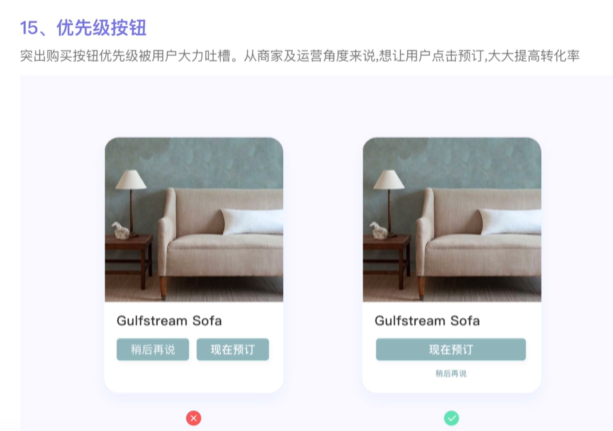 15、优先级按钮
突出购买按钮优先级被用户大力吐槽。从商家及运营角度来说,想让用户点击预订,大大提高转化率
Gulfstream Sofa
稍后再说 现在预订
Gulfstream Sofa
现在预订
稍后再说